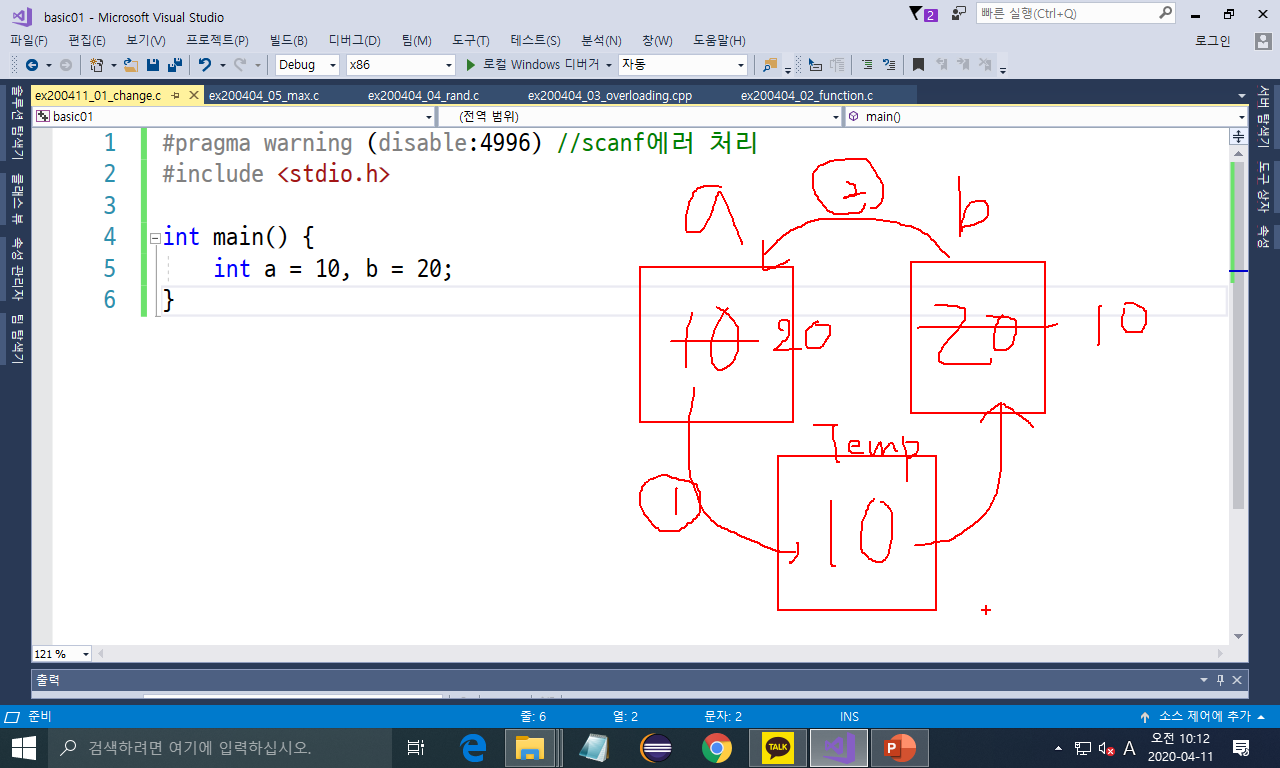 basic01 - Microsoft Visual Studio
2
빠른 실행(Ctrl+Q)
파일(F) 편집(E) 보기(V) 프로젝트(P) 빌드(B) 디버그(D) 팀(M) 도구(T) 테스트(S) 분석(N) 창(W) 도움말(H) 로그인
Debug x86 로컬 Windows 디버거 자동
ex200411_01_change.c ex200404_05_max.c ex200404_04_rand.c ex200404_03_overloading.cpp ex200404_02_function.c
basic01 (전역 범위) main()
솔루션 탐색기
클래스 뷰
속성 관리자
팀 탐색기
서버 탐색기
도구 상자
속성
1 #pragma warning (disable:4996) //scanf에러 처리
2 #include <stdio.h>
3
4 int main() {
5 int a = 10, b = 20;
6 }
a 2 b
10 20 20 10
Temp
1 10
121 %
출력
준비 줄: 6 열: 2 문자: 2 INS 소스 제어에 추가
검색하려면 여기에 입력하십시오.
TALK
P
A
오전 10:12
2020-04-11